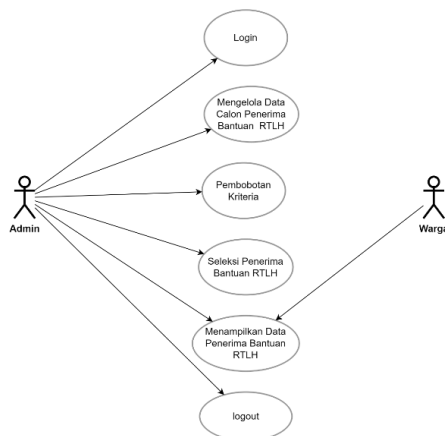 Login
Mengelola Data
Calon Penerima
Bantuan RTLH
Pembobotan
Kriteria
Admin
Warga
Seleksi Penerima
Bantuan RTLH
Menampilkan Data
Penerima Bantuan
RTLH
logout